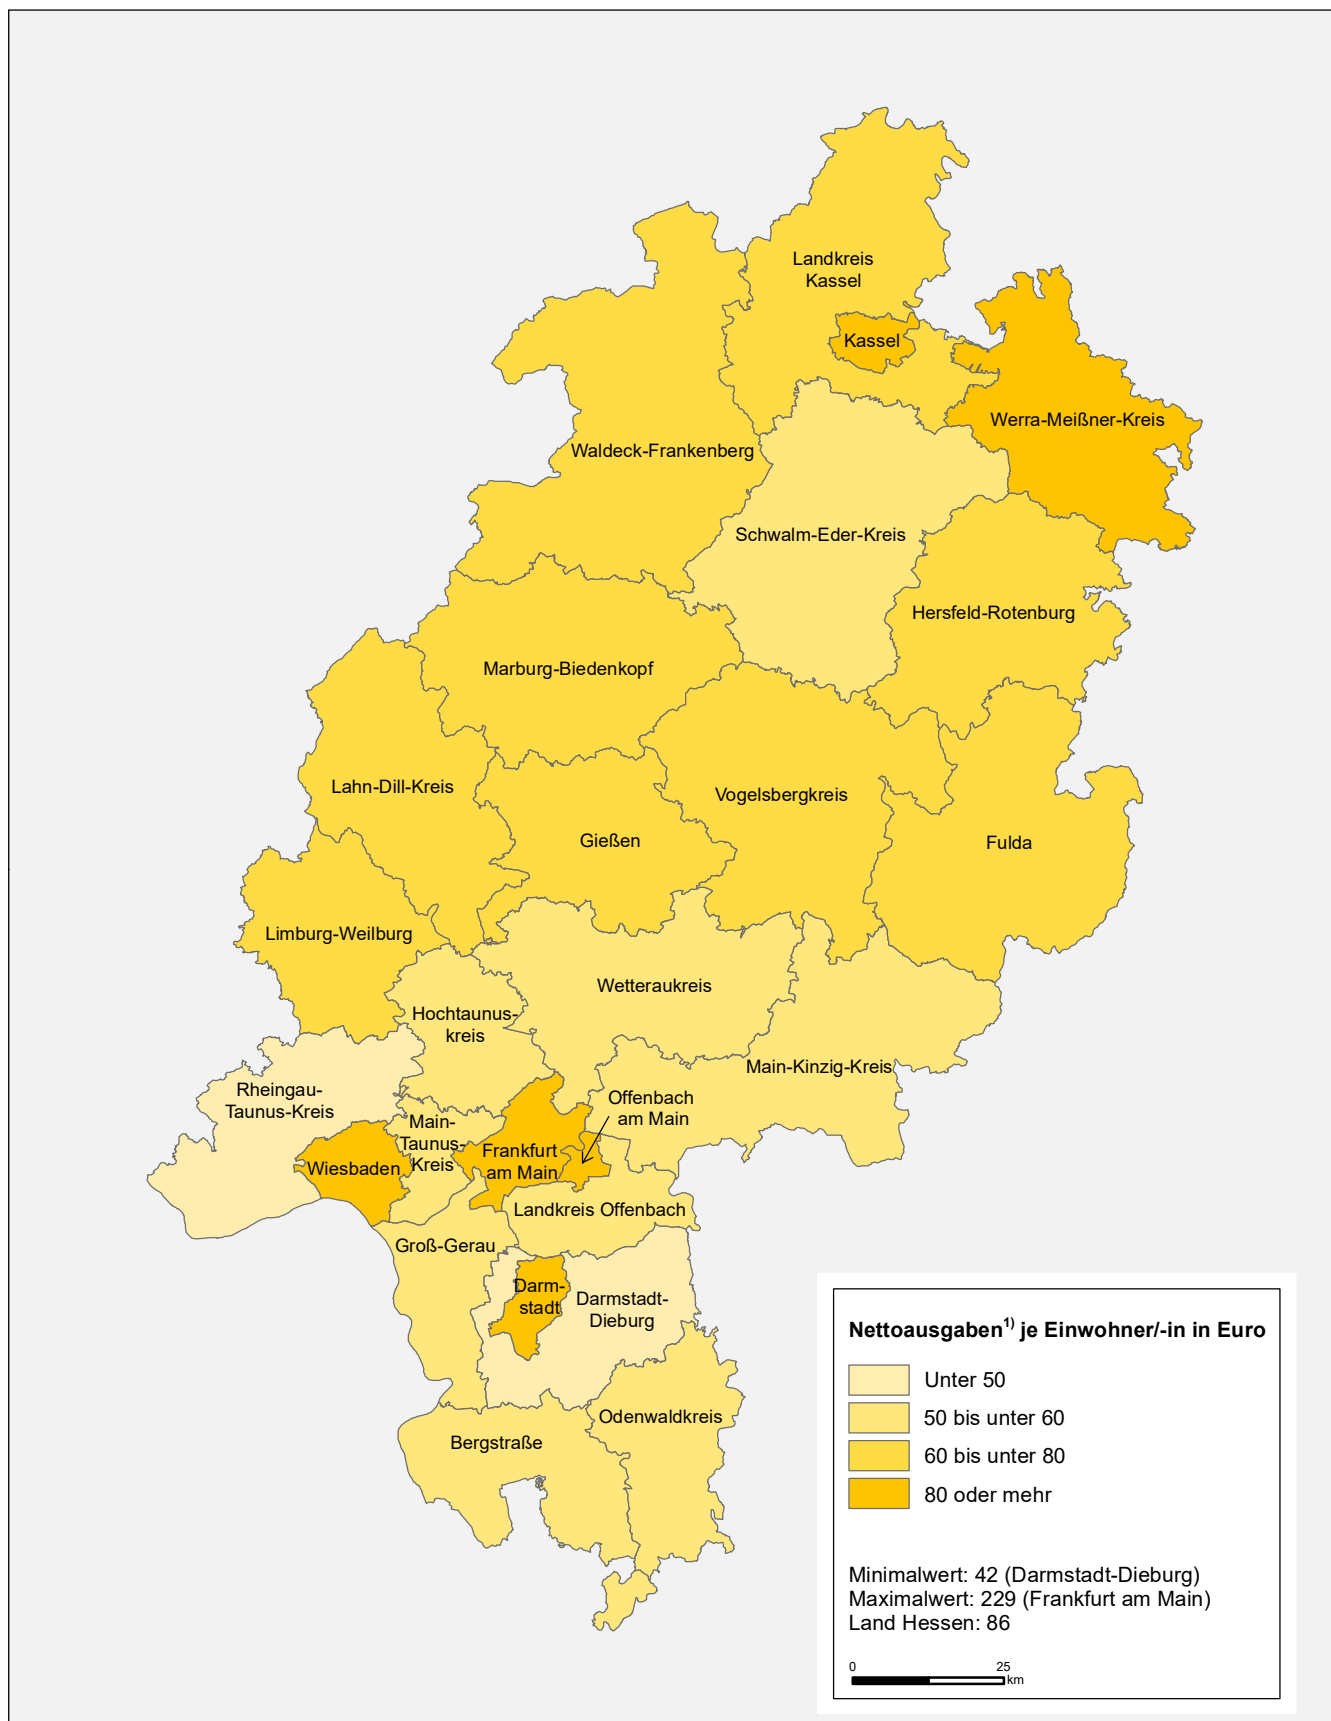 Landkreis
Kassel
Kassel
Werra-Meißner-Kreis
Waldeck-Frankenberg
Schwalm-Eder-Kreis
Hersfeld-Rotenburg
Marburg-Biedenkopf
Lahn-Dill-Kreis
Vogelsbergkreis
Gießen
Fulda
Limburg-Weilburg
Wetteraukreis
Hochtaunus-
kreis
Main-Kinzig-Kreis
Rheingau-
Taunus-Kreis
Offenbach
am Main
Main-
Taunus-
Kreis
Frankfurt
am Main
Wiesbaden
Landkreis Offenbach
Groß-Gerau
Darm-
stadt
Darmstadt-
Dieburg
Odenwaldkreis
Bergstraße
Nettoausgaben1) je Einwohner/-in in Euro
Unter 50
50 bis unter 60
60 bis unter 80
80 oder mehr
Minimalwert: 42 (Darmstadt-Dieburg)
Maximalwert: 229 (Frankfurt am Main)
Land Hessen: 86
0 25
km